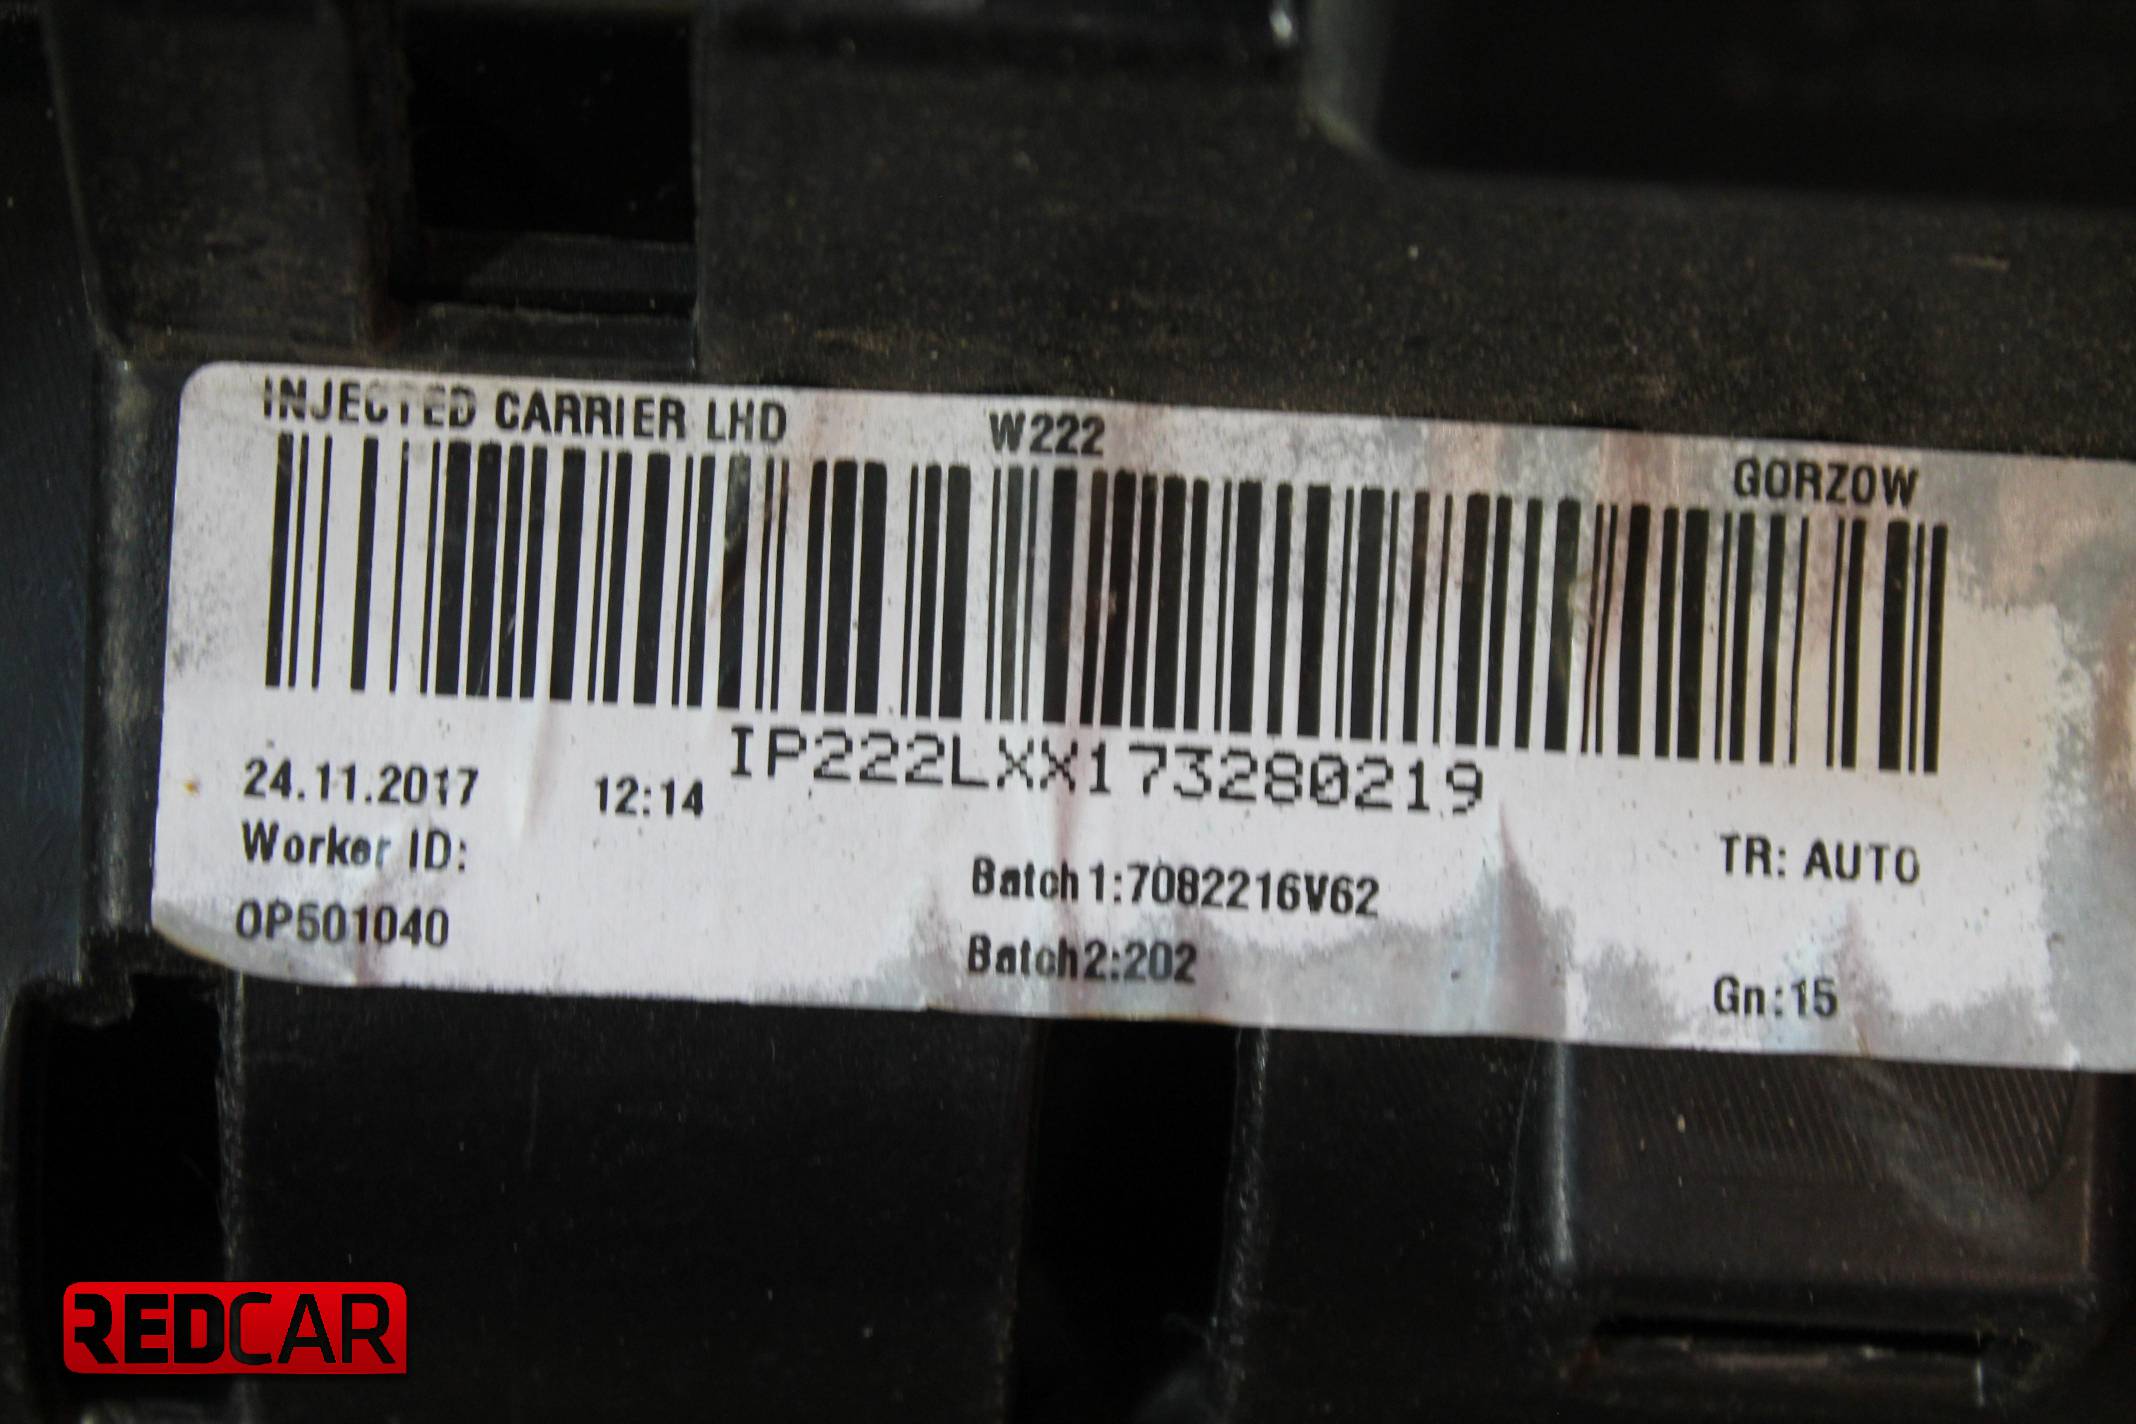 INJECTED CARRIER LHD W222 GORZOW
IP222LXX173280219
24.11.2017 12:14
Worker ID:
OP501040
Batch1:7082216V62
Batch2:202
TR: AUTO
Gn:15
REDCAR